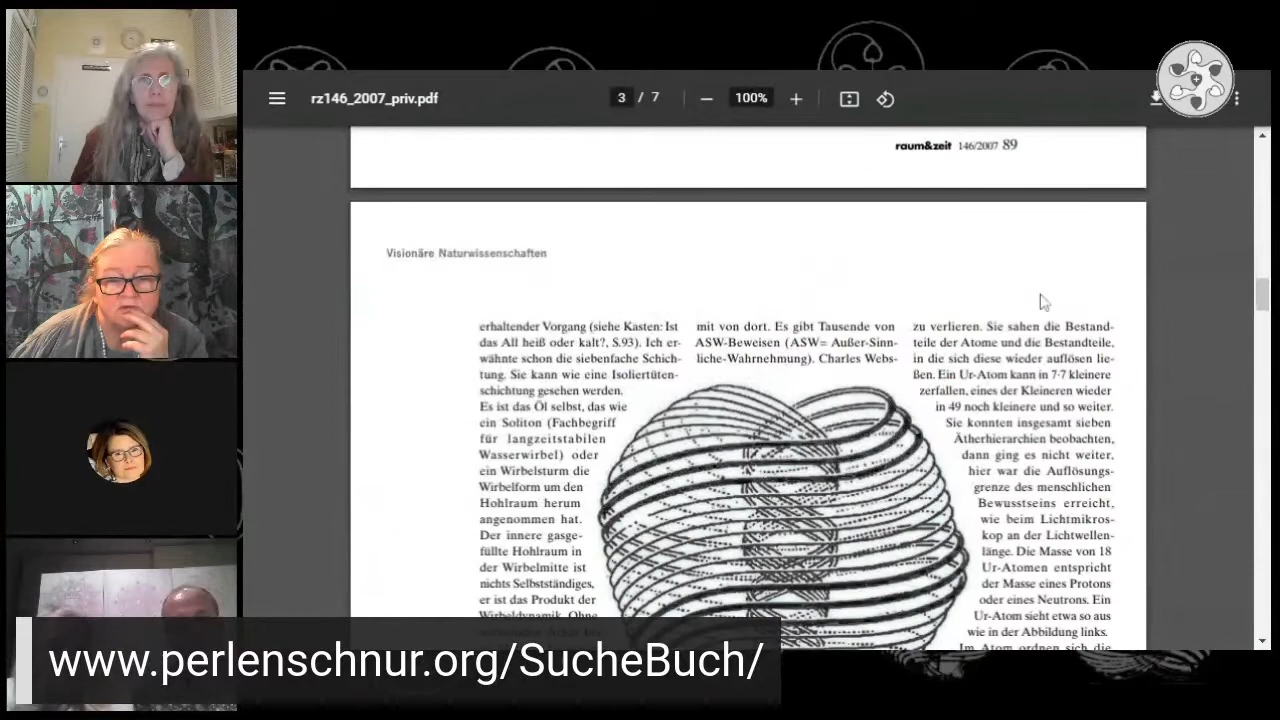 rz146_2007_priv.pdf
3 / 7
100%
raum&zeit 146/2007 89
Visionäre Naturwissenschaften
erhaltender Vorgang (siehe Kasten: Ist
das All heiß oder kalt?, S.93). Ich er-
wähnte schon die siebenfache Schich-
tung. Sie kann wie eine Isoliertüten-
schichtung gesehen werden.
Es ist das Öl selbst, das wie
ein Soliton (Fachbegriff
für langzeitstabilen
Wasserwirbel) oder
ein Wirbelsturm die
Wirbelform um den
Hohlraum herum
angenommen hat.
Der innere gasge-
füllte Hohlraum in
der Wirbelmitte ist
nichts Selbstständiges,
er ist das Produkt der
Wirbeldynamik. Ohne
mit von dort. Es gibt Tausende von
ASW-Beweisen (ASW= Außer-Sinn-
liche-Wahrnehmung). Charles Webs-
zu verlieren. Sie sahen die Bestand-
teile der Atome und die Bestandteile,
in die sich diese wieder auflösen lie-
ßen. Ein Ur-Atom kann in 7·7 kleinere
zerfallen, eines der Kleineren wieder
in 49 noch kleinere und so weiter.
Sie konnten insgesamt sieben
Ätherhierarchien beobachten,
dann ging es nicht weiter,
hier war die Auflösungs-
grenze des menschlichen
Bewusstseins erreicht,
wie beim Lichtmikros-
kop an der Lichtwellen-
länge. Die Masse von 18
Ur-Atomen entspricht
der Masse eines Protons
oder eines Neutrons. Ein
Ur-Atom sieht etwa so aus
wie in der Abbildung links.
Im Atom ordnen sich die
www.perlenschnur.org/SucheBuch/